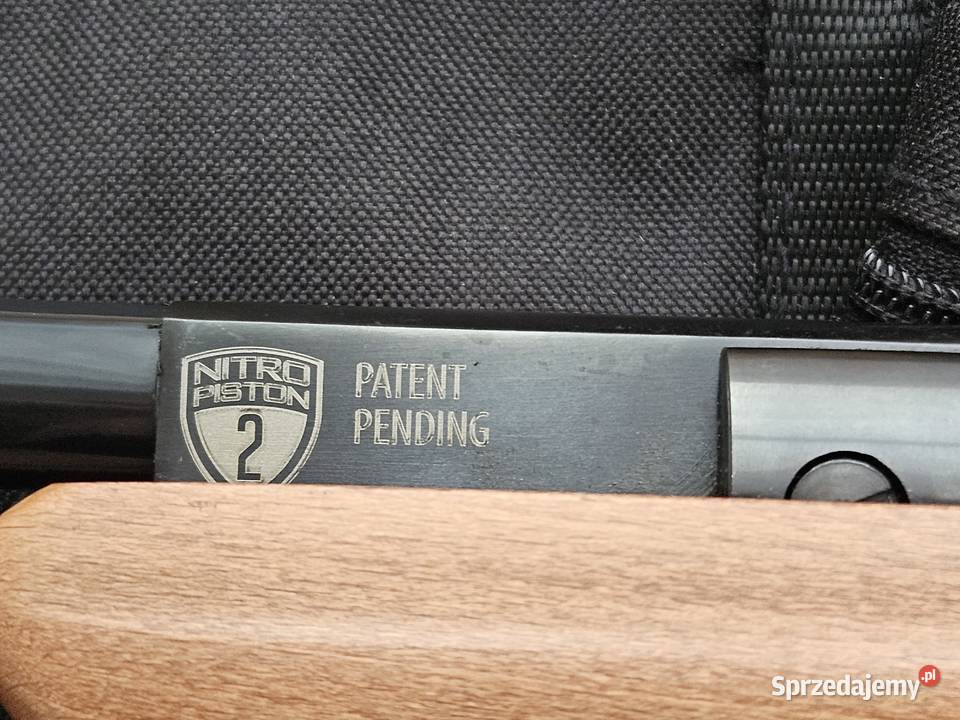 NITRO
PISTON
2
PATENT
PENDING
Sprzedajemy.pl